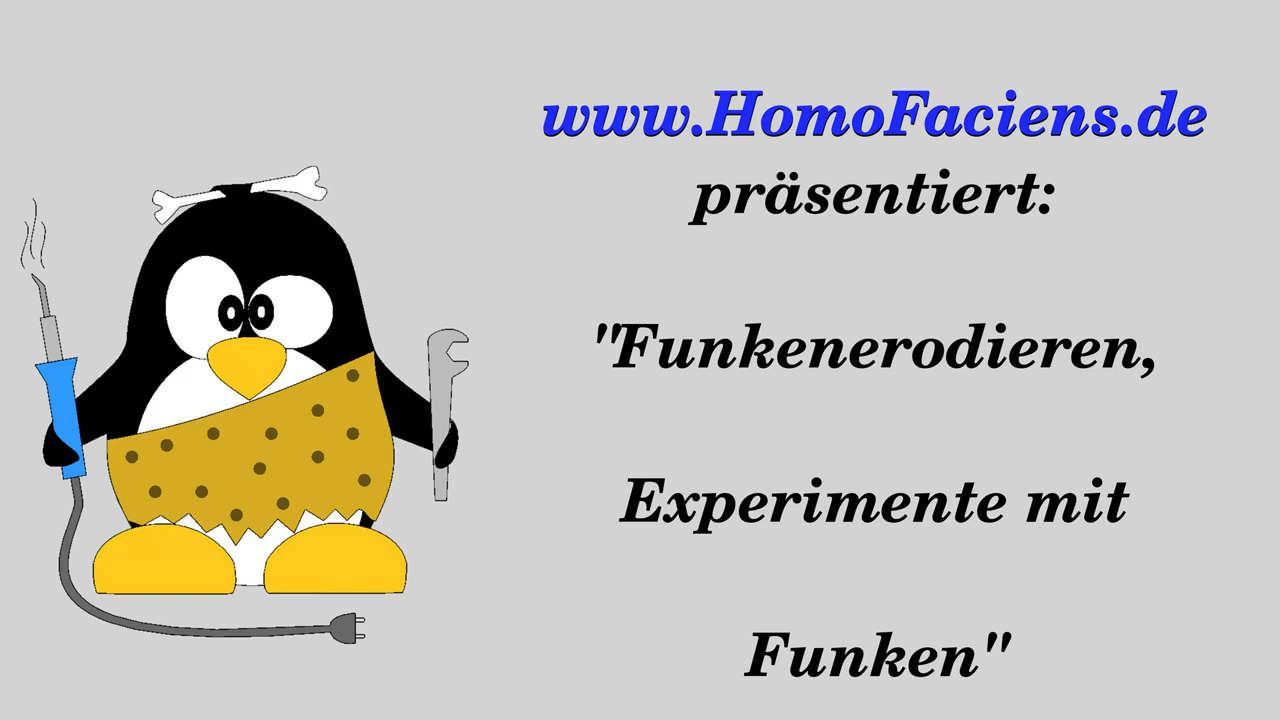 www.HomoFaciens.de
präsentiert:
"Funkenerodieren,
Experimente mit
Funken"